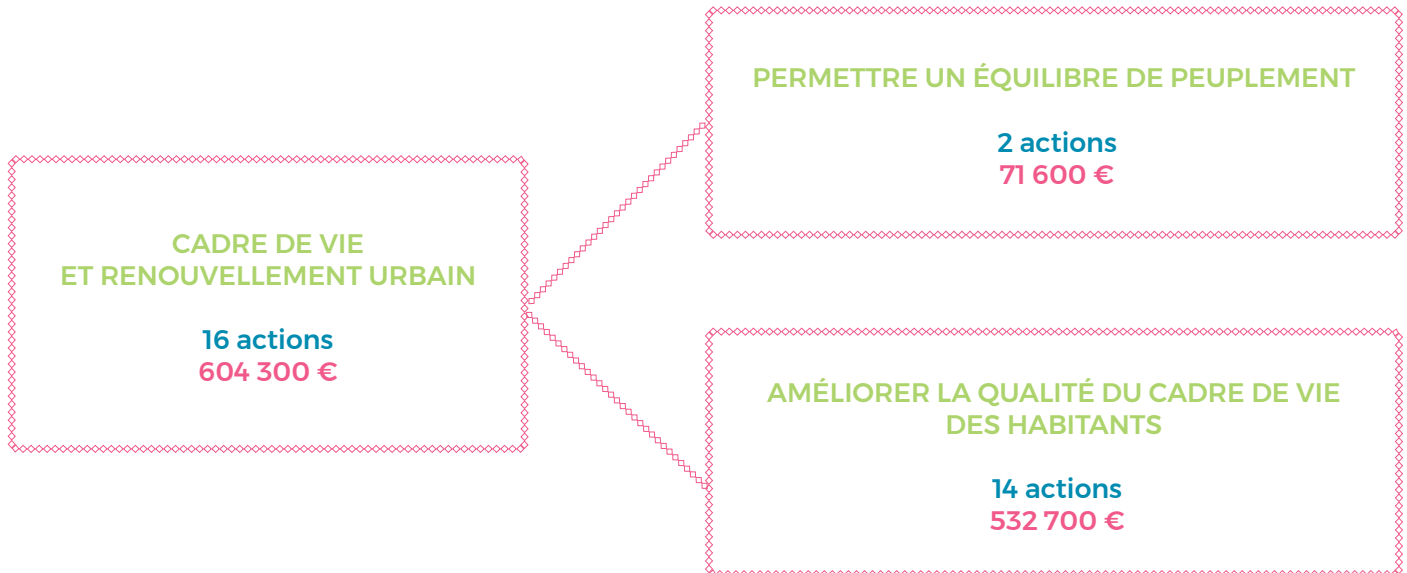 CADRE DE VIE
ET RENOUVELLEMENT URBAIN
16 actions
604 300 €
PERMETTRE UN ÉQUILIBRE DE PEUPLEMENT
2 actions
71 600 €
AMÉLIORER LA QUALITÉ DU CADRE DE VIE
DES HABITANTS
14 actions
532 700 €